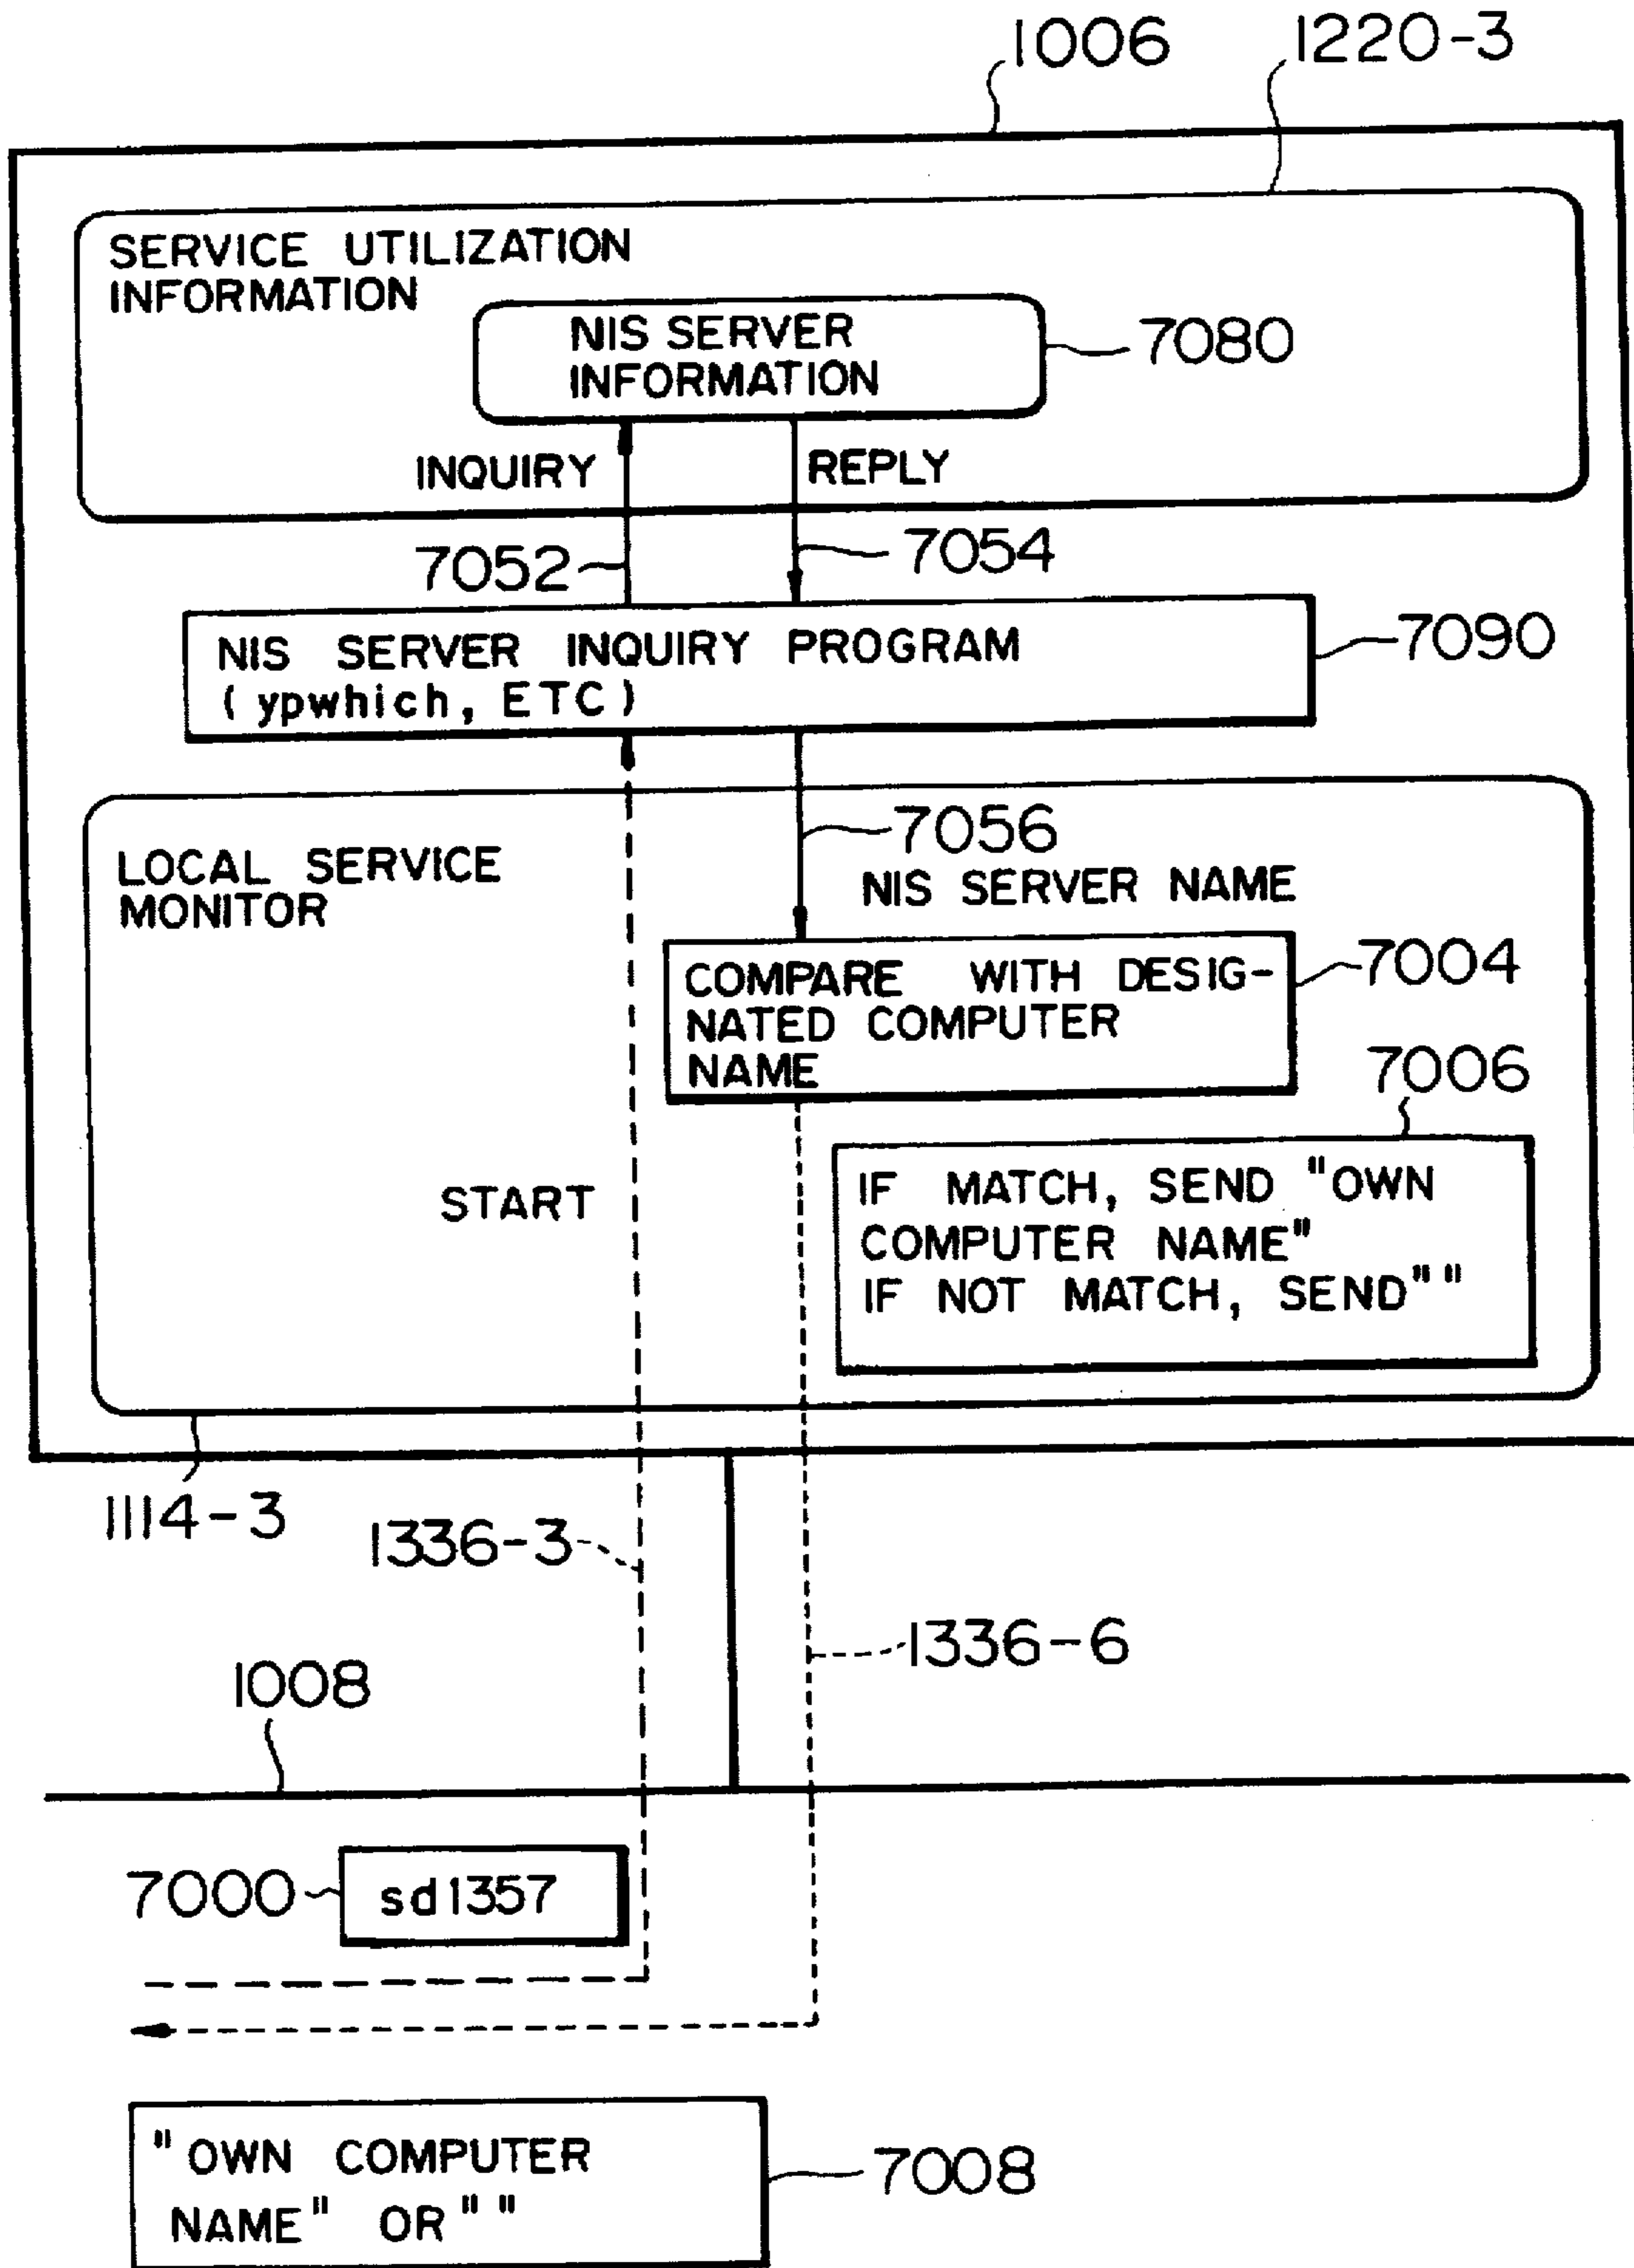 1006
1220-3
SERVICE UTILIZATION
INFORMATION
NIS SERVER
INFORMATION
7080
INQUIRY
REPLY
7052
7054
NIS SERVER INQUIRY PROGRAM
( ypwhich, ETC )
7090
7056
NIS SERVER NAME
LOCAL SERVICE
MONITOR
COMPARE WITH DESIG-
NATED COMPUTER
NAME
7004
7006
START
IF MATCH, SEND "OWN
COMPUTER NAME"
IF NOT MATCH, SEND" "
1114-3
1336-3
1336-6
1008
7000
sd1357
"OWN COMPUTER
NAME" OR" "
7008